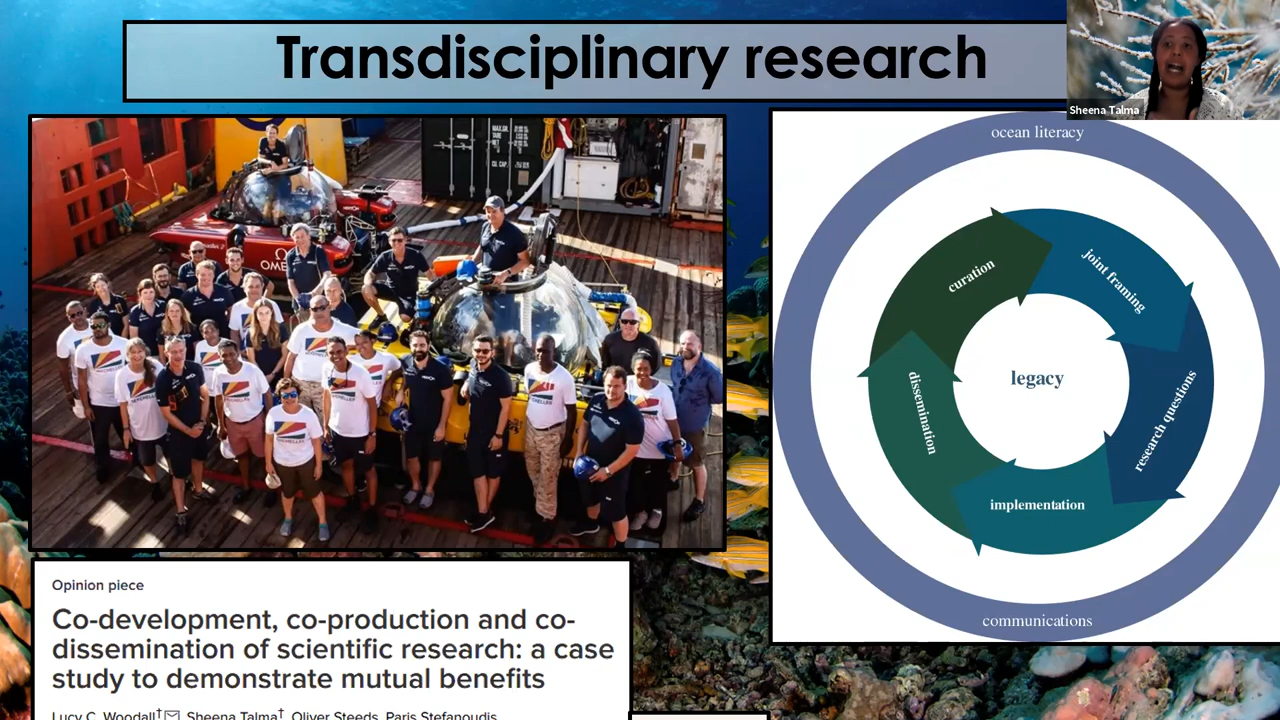 Transdisciplinary research
Sheena Talma
OME
SEYCHELLES
ocean literacy
curation
joint framing
dissemination
legacy
research questions
implementation
communications
Opinion piece
Co-development, co-production and co-
dissemination of scientific research: a case
study to demonstrate mutual benefits
Lucy C. Woodall† Sheena Talma†, Oliver Steeds, Paris Stefanoudis